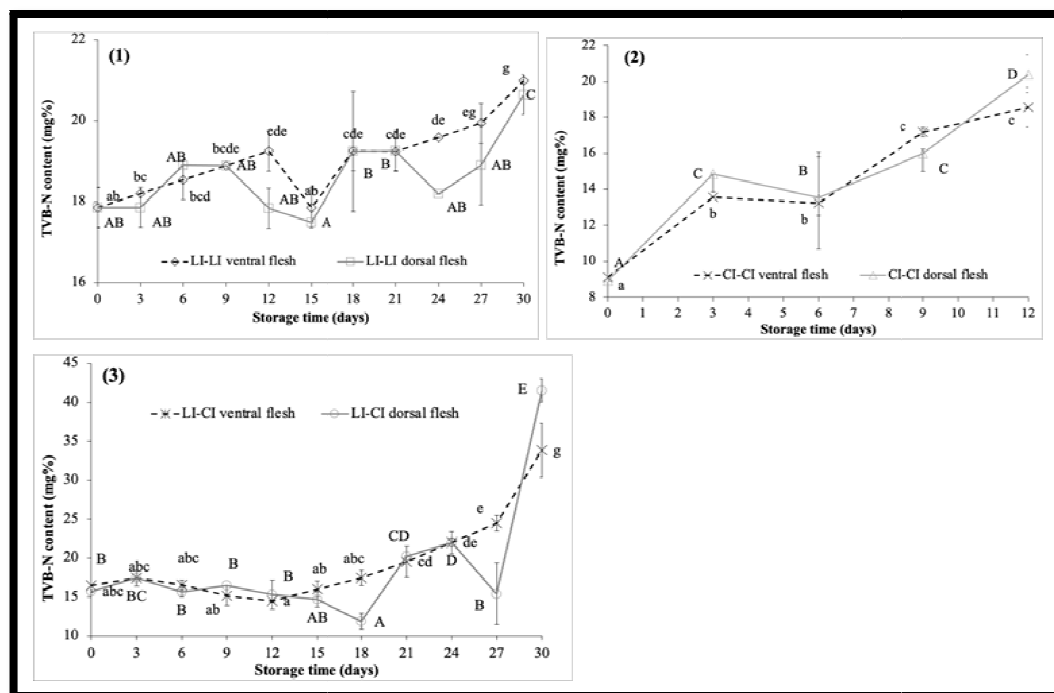 (1)
22
20
18
16
TVB-N content (mg%)
ab
bc
bcd
bcde
cde
ab
cde
cde
de
eg
g
AB
AB
AB
AB
AB
A
B
B
AB
AB
C
LI-LI ventral flesh
LI-LI dorsal flesh
0 3 6 9 12 15 18 21 24 27 30
Storage time (days)
(2)
22
20
18
16
14
12
10
8
TVB-N content (mg%)
A
a
C
b
B
b
c
C
D
c
CI-CI ventral flesh
CI-CI dorsal flesh
0 1 2 3 4 5 6 7 8 9 10 11 12
Storage time (days)
(3)
45
40
35
30
25
20
15
10
TVB-N content (mg%)
LI-CI ventral flesh
LI-CI dorsal flesh
B
abc
abc
BC
abc
B
B
ab
B
a
ab
AB
abc
A
CD
cd
de
D
e
B
E
g
0 3 6 9 12 15 18 21 24 27 30
Storage time (days)